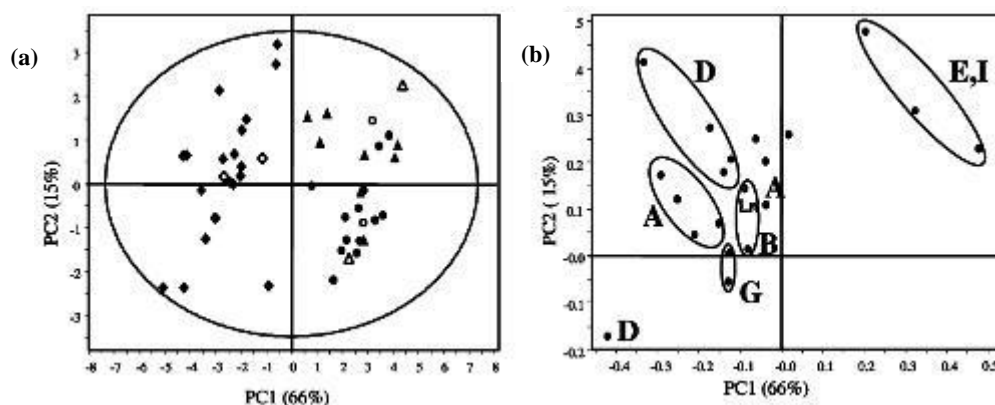 (a)
3
2
1
0
-1
-2
-3
PC2 (15%)
-8 -7 -6 -5 -4 -3 -2 -1 0 1 2 3 4 5 6 7 8
PC1 (66%)
(b)
.5
.4
0.3
0.2
0.1
-0.0
-0.1
PC2 ( 15%)
D
E,I
A
A
B
G
D
-0.4 -0.3 -0.2 -0.1 -0.0 0.1 0.2 0.3 0.4 0.5
PC1 (66%)